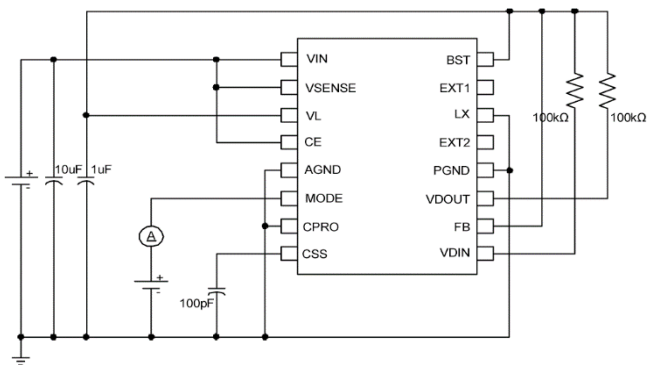 VIN
VSENSE
VL
CE
AGND
MODE
CPRO
CSS
BST
EXT1
LX
EXT2
PGND
VDOUT
FB
VDIN
100kΩ
100kΩ
+
-
10uF
1uF
A
+
-
100pF